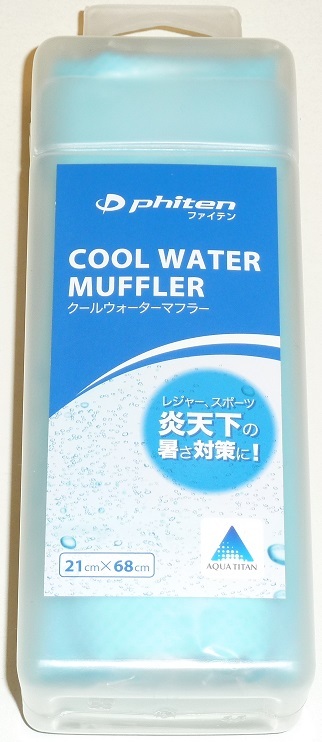 phiten
ファイテン
COOL WATER
MUFFLER
クールウォーターマフラー
レジャー、スポーツ
炎天下の
暑さ対策に!
AQUA TITAN
21cm×68cm